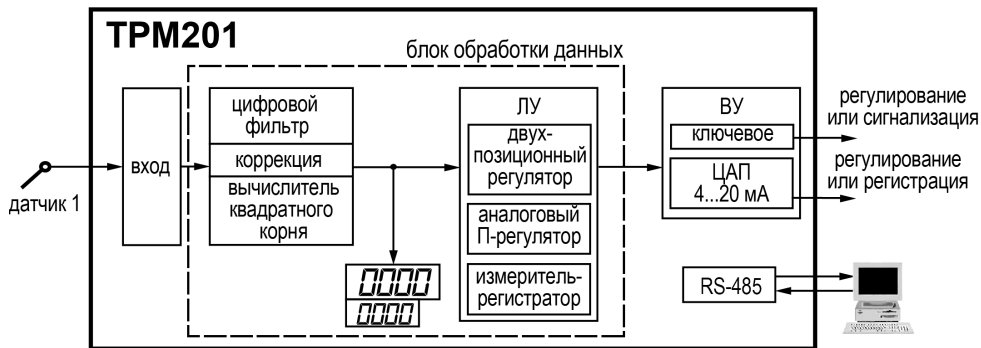 ТРМ201
блок обработки данных
датчик 1
вход
цифровой
фильтр
коррекция
вычислитель
квадратного
корня
0000
0000
ЛУ
двух-
позиционный
регулятор
аналоговый
П-регулятор
измеритель-
регистратор
ВУ
ключевое
ЦАП
4...20 мА
RS-485
регулирование
или сигнализация
регулирование
или регистрация